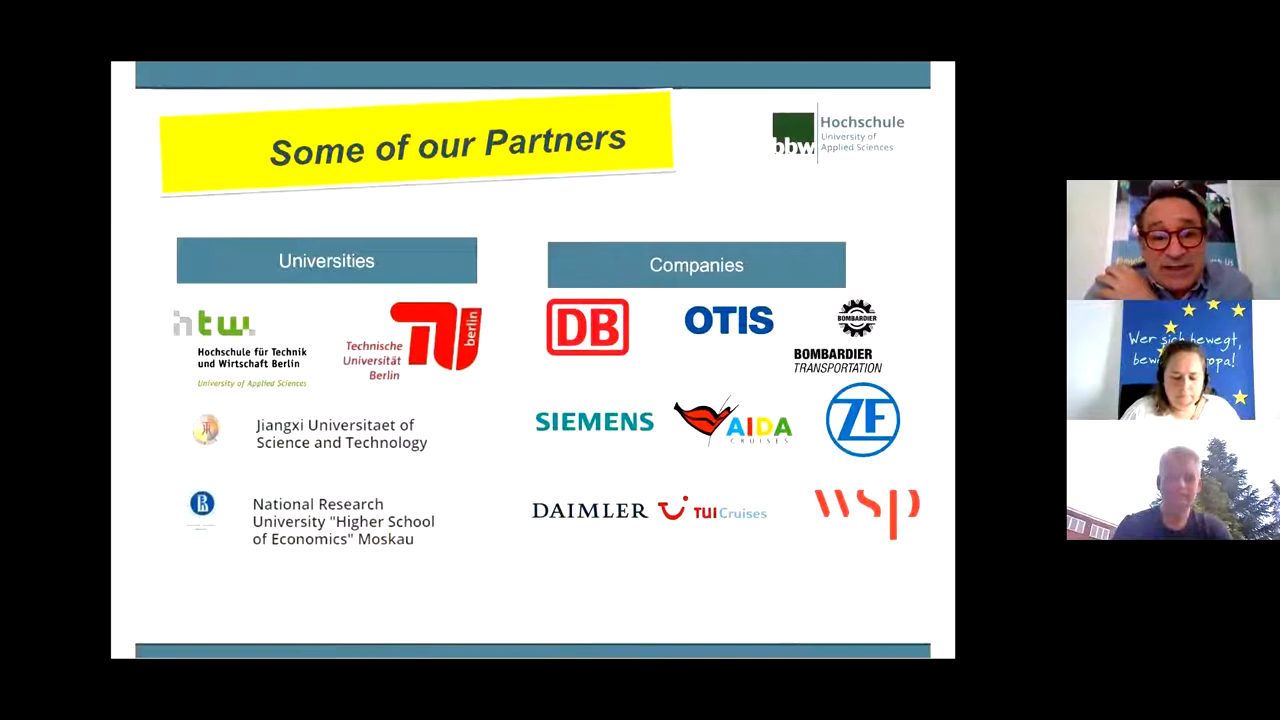 Some of our Partners
bbw
Hochschule
University of
Applied Sciences
Universities
Companies
htw.
Hochschule für Technik
und Wirtschaft Berlin
University of Applied Sciences
Technische
Universität
Berlin
berlin
Jiangxi Universitaet of
Science and Technology
National Research
University "Higher School
of Economics" Moskau
DB
OTIS
BOMBARDIER
BOMBARDIER
TRANSPORTATION
SIEMENS
AIDA
CRUISES
ZF
DAIMLER
TUI Cruises
wsp
Wer sich bewegt,